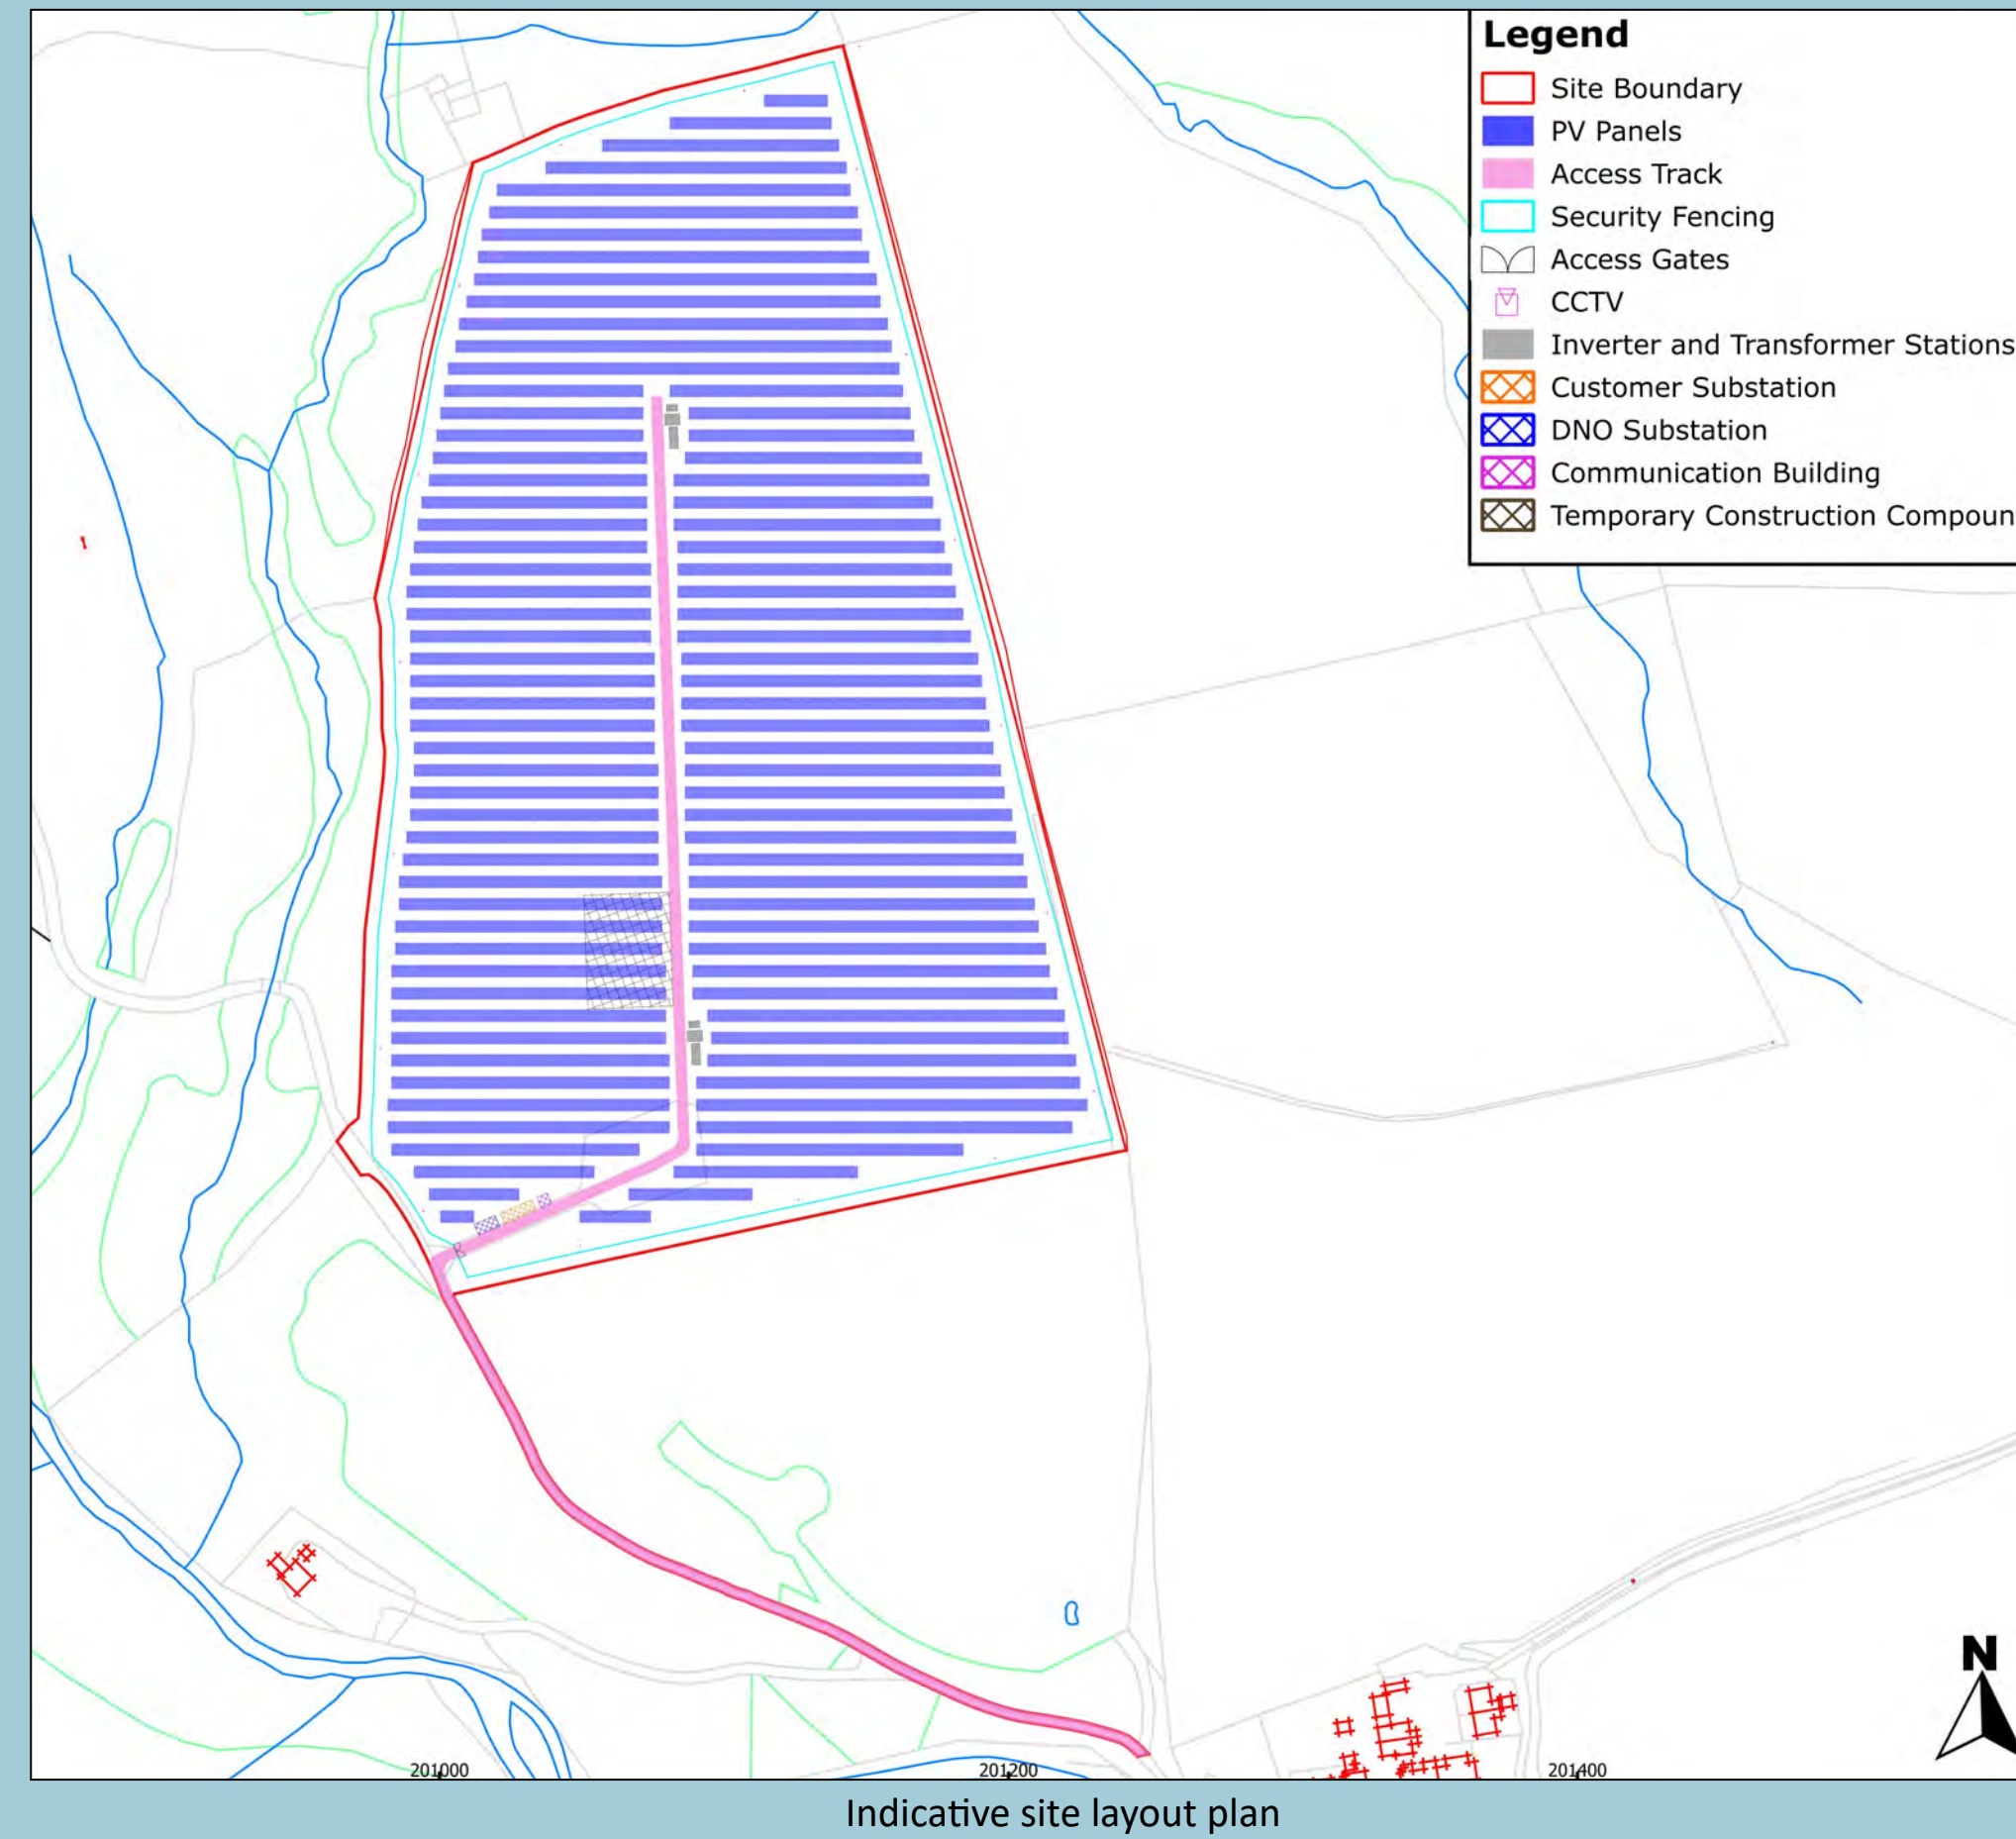 Legend
Site Boundary
PV Panels
Access Track
Security Fencing
Access Gates
CCTV
Inverter and Transformer Stations
Customer Substation
DNO Substation
Communication Building
Temporary Construction Compoun
N
201000
201200
201400
Indicative site layout plan